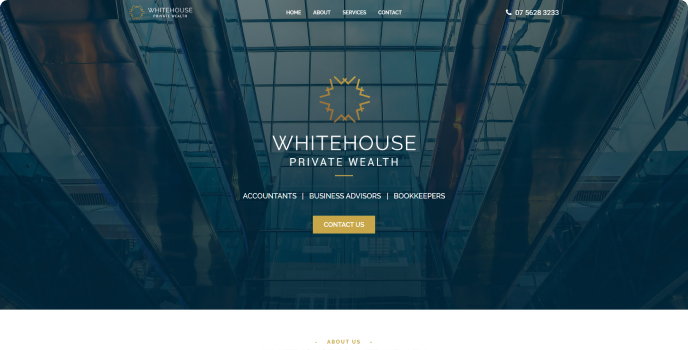 WHITEHOUSE
PRIVATE WEALTH
HOME ABOUT SERVICES CONTACT
07 5628 3233
WHITEHOUSE
PRIVATE WEALTH
ACCOUNTANTS | BUSINESS ADVISORS | BOOKKEEPERS
CONTACT US
- ABOUT US -